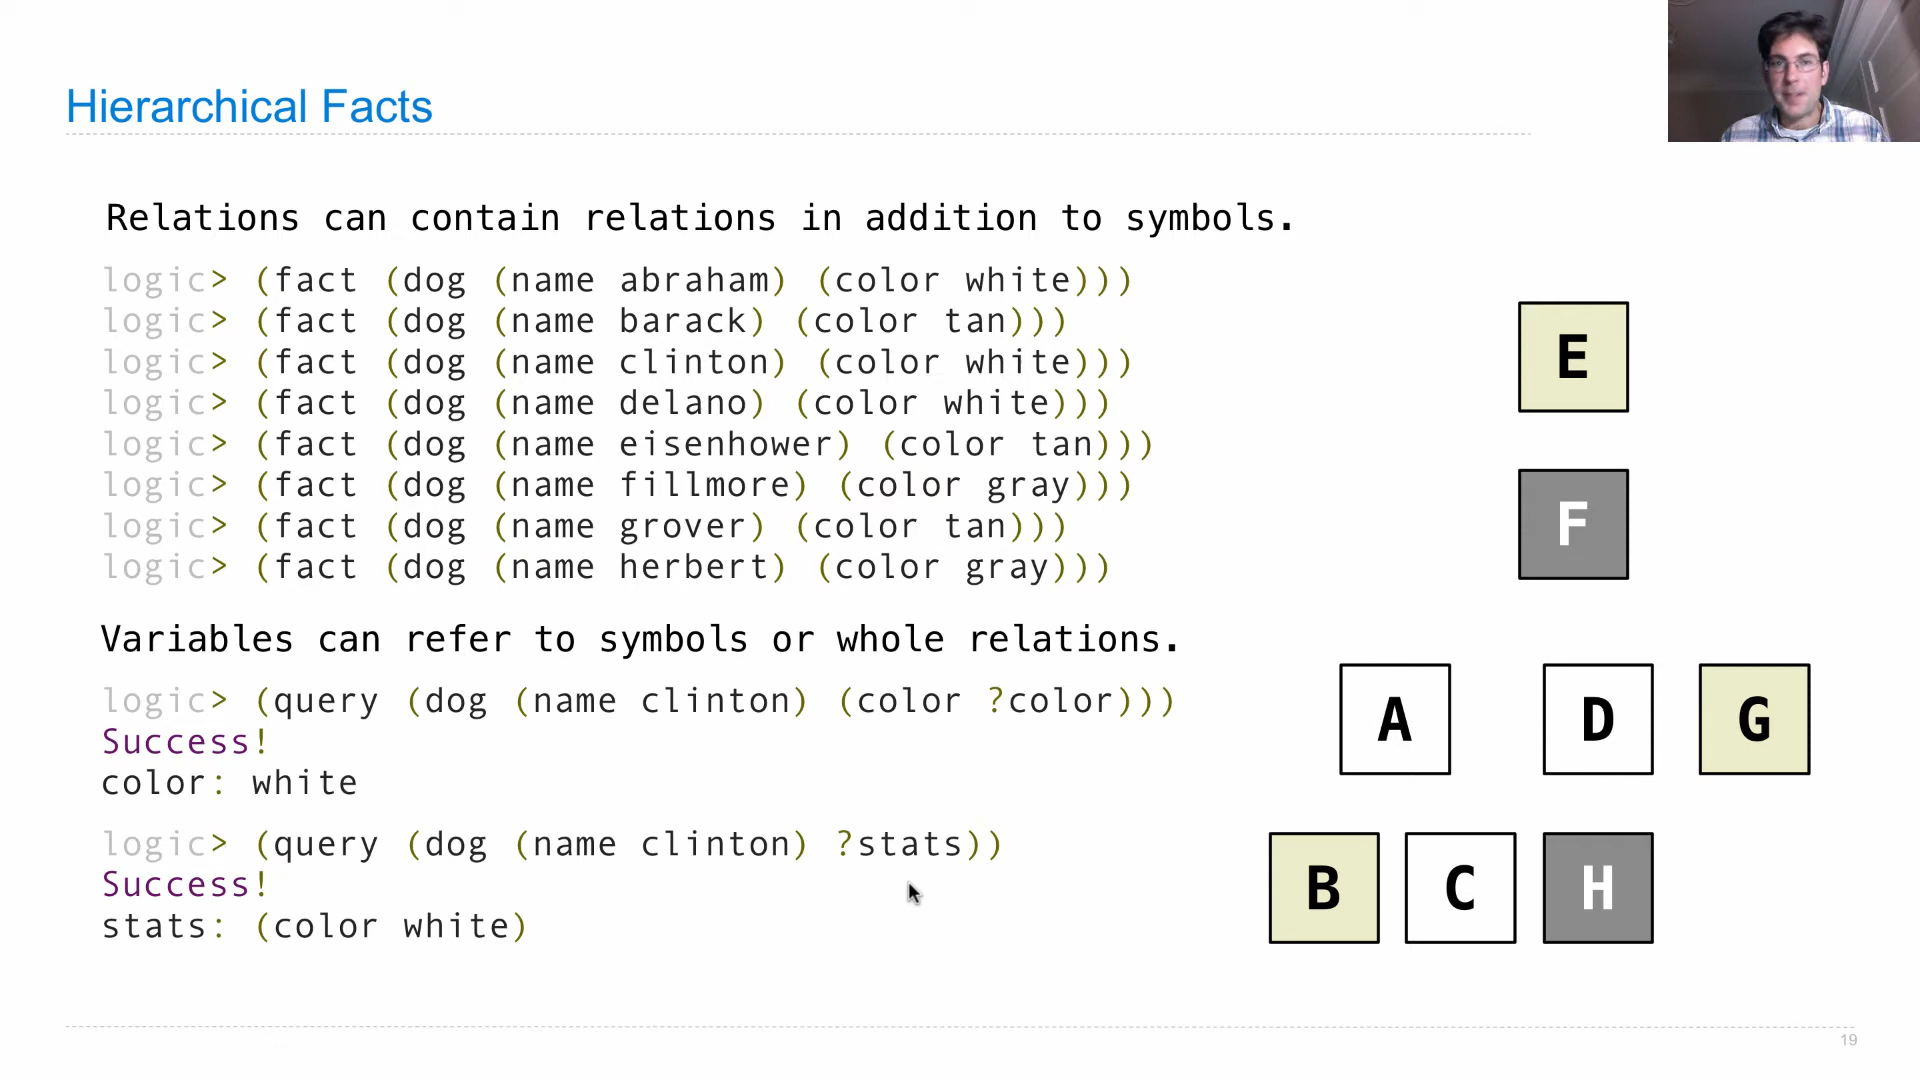 Hierarchical Facts
Relations can contain relations in addition to symbols.
logic> (fact (dog (name abraham) (color white)))
logic> (fact (dog (name barack) (color tan)))
logic> (fact (dog (name clinton) (color white)))
logic> (fact (dog (name delano) (color white)))
logic> (fact (dog (name eisenhower) (color tan)))
logic> (fact (dog (name fillmore) (color gray)))
logic> (fact (dog (name grover) (color tan)))
logic> (fact (dog (name herbert) (color gray)))
Variables can refer to symbols or whole relations.
logic> (query (dog (name clinton) (color ?color)))
Success!
color: white
logic> (query (dog (name clinton) ?stats))
Success!
stats: (color white)
E
F
A D G
B C H
19